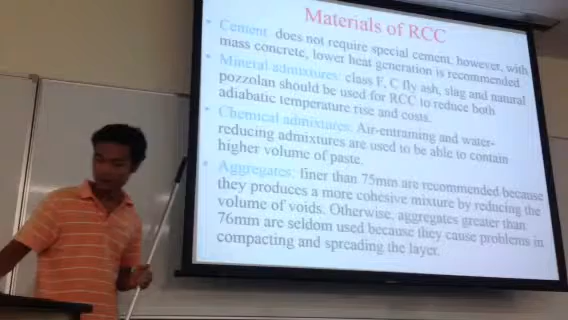 Materials of RCC
• Cement: does not require special cement, however, with
mass concrete, lower heat generation is recommended
• Mineral admixtures: class F, C fly ash, slag and natural
pozzolan should be used for RCC to reduce both
adiabatic temperature rise and costs.
• Chemical admixtures: Air-entraining and water-
reducing admixtures are used to be able to contain
higher volume of paste.
• Aggregates: finer than 75mm are recommended because
they produces a more cohesive mixture by reducing the
volume of voids. Otherwise, aggregates greater than
76mm are seldom used because they cause problems in
compacting and spreading the layer.